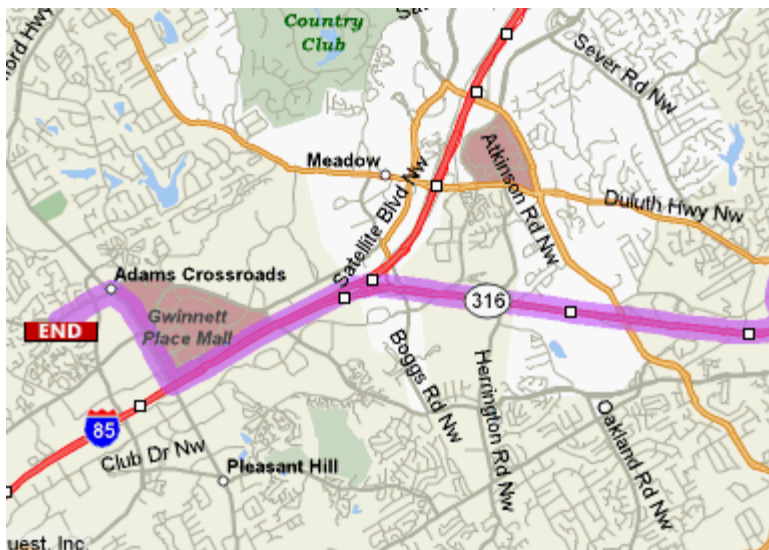 Country
Club
Sever Rd Nw
Atkinson Rd Nw
Meadow
Satellite Blvd Nw
Duluth Hwy Nw
Adams Crossroads
316
Gwinnett
Place Mall
END
Boggs Rd Nw
Herrington Rd Nw
Oakland Rd Nw
85
Club Dr Nw
Pleasant Hill
uest, Inc.